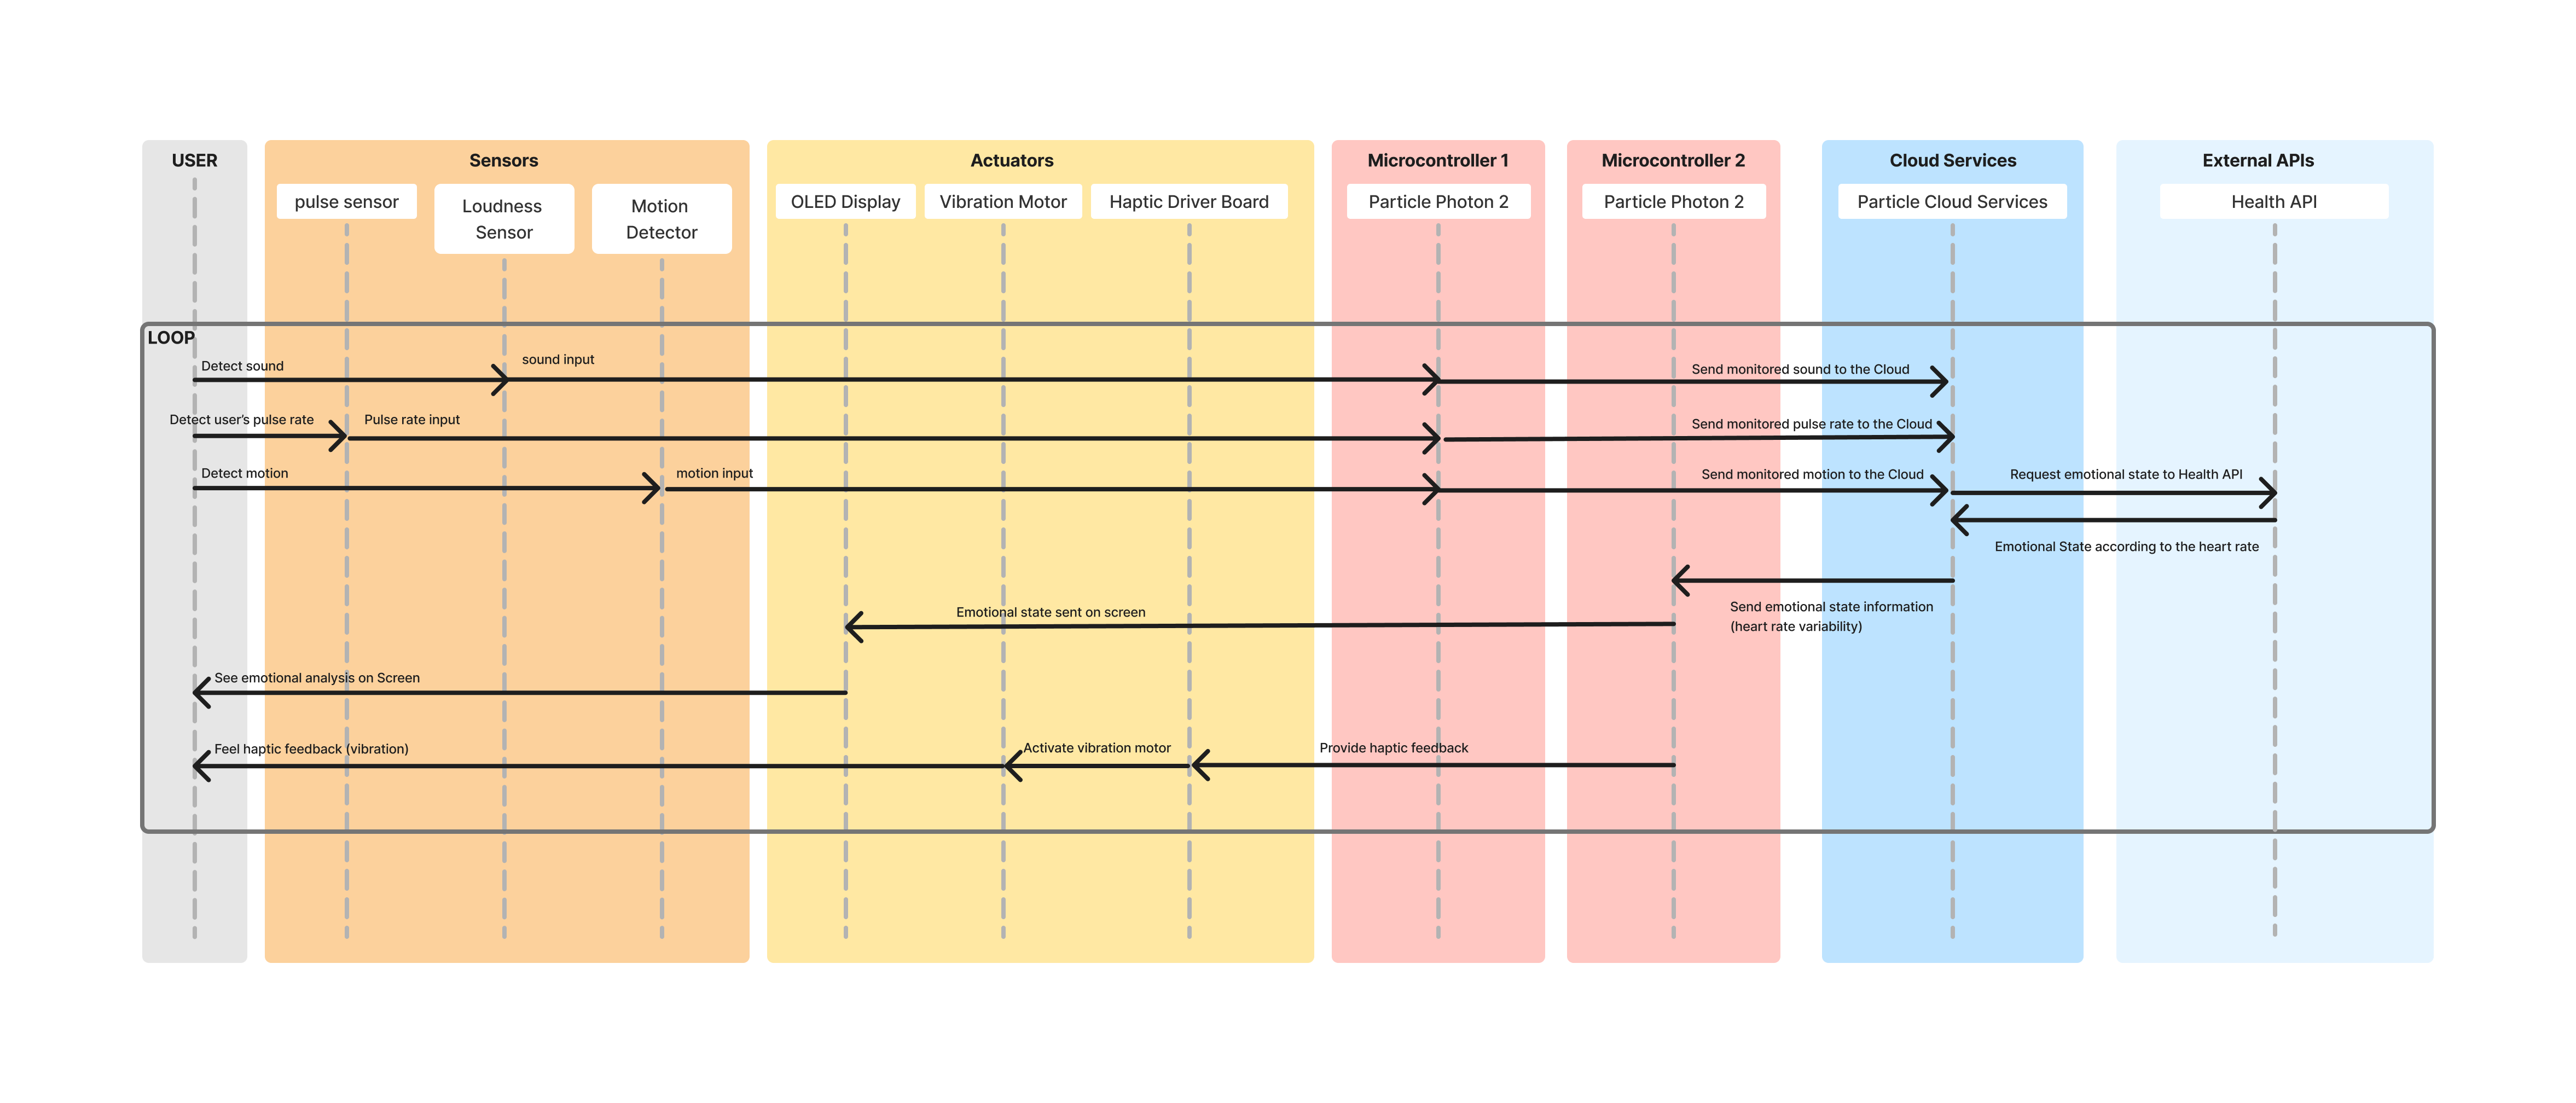 USER
Sensors
Actuators
Microcontroller 1
Microcontroller 2
Cloud Services
External APIs
pulse sensor
Loudness
Sensor
Motion
Detector
OLED Display
Vibration Motor
Haptic Driver Board
Particle Photon 2
Particle Photon 2
Particle Cloud Services
Health API
LOOP
Detect sound
sound input
Send monitored sound to the Cloud
Detect user's pulse rate
Pulse rate input
Send monitored pulse rate to the Cloud
Detect motion
motion input
Send monitored motion to the Cloud
Request emotional state to Health API
Emotional State according to the heart rate
Send emotional state information
(heart rate variability)
Emotional state sent on screen
See emotional analysis on Screen
Feel haptic feedback (vibration)
Activate vibration motor
Provide haptic feedback